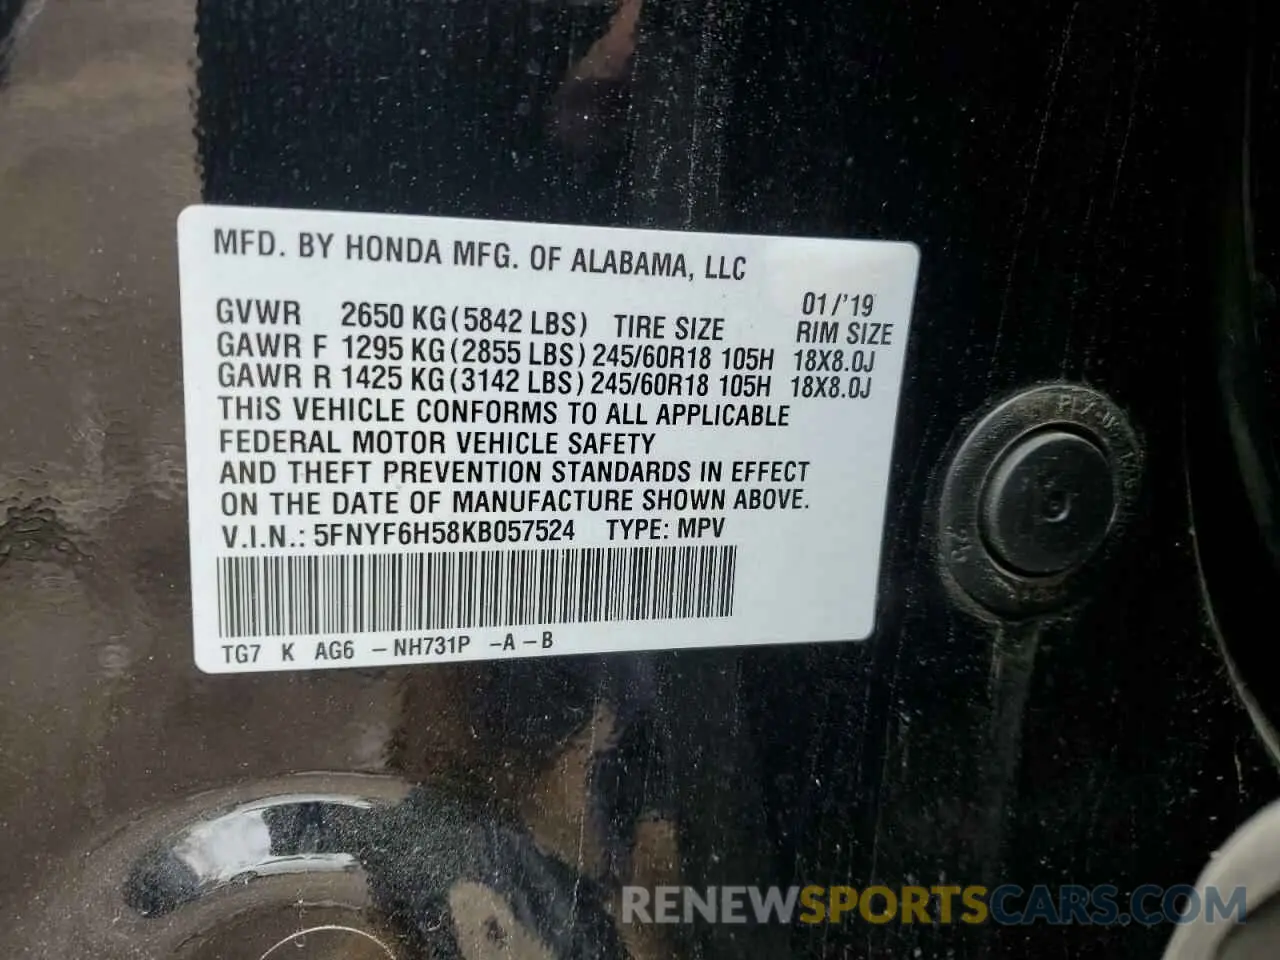 MFD. BY HONDA MFG. OF ALABAMA, LLC
01/'19
GVWR 2650 KG (5842 LBS) TIRE SIZE RIM SIZE
GAWR F 1295 KG (2855 LBS) 245/60R18 105H 18X8.0J
GAWR R 1425 KG (3142 LBS) 245/60R18 105H 18X8.0J
THIS VEHICLE CONFORMS TO ALL APPLICABLE
FEDERAL MOTOR VEHICLE SAFETY
AND THEFT PREVENTION STANDARDS IN EFFECT
ON THE DATE OF MANUFACTURE SHOWN ABOVE.
V.I.N.: 5FNYF6H58KB057524 TYPE: MPV
TG7 K AG6 -NH731P -A -B
RENEWSPORTSCARS.COM